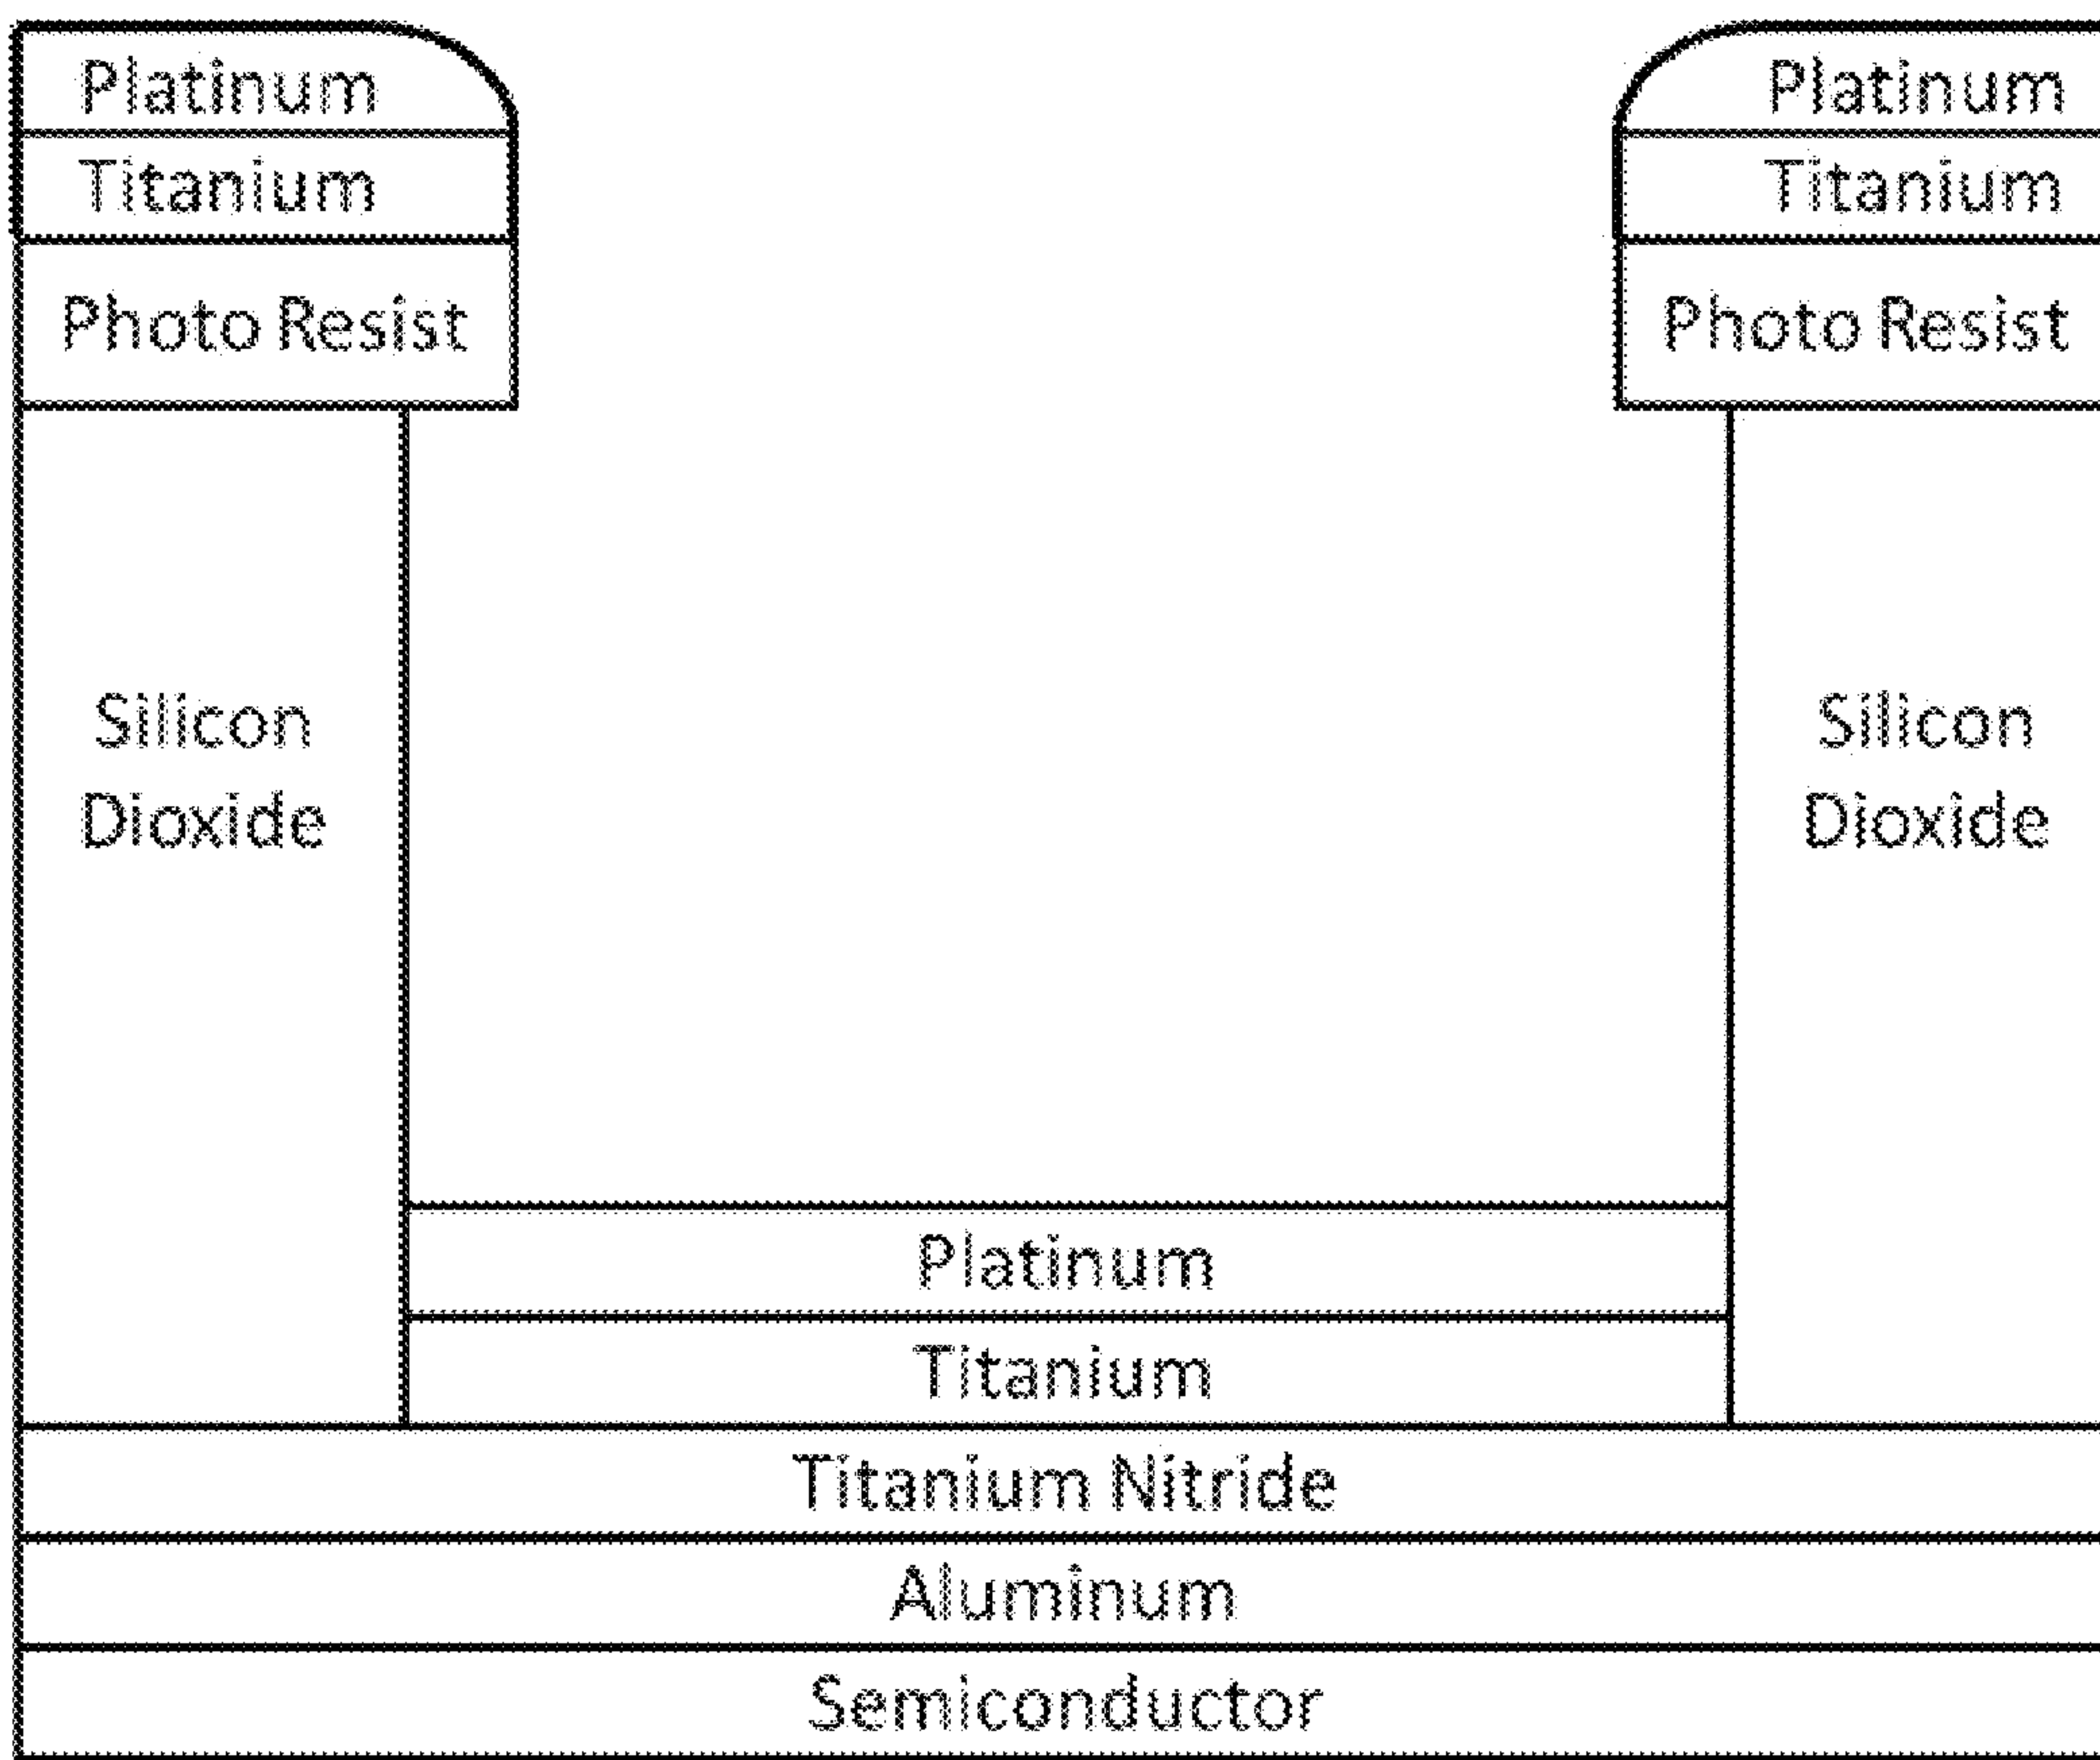 Platinum
Platinum
Titanium
Titanium
Photo Resist
Photo Resist
Silicon
Dioxide
Silicon
Dioxide
Platinum
Titanium
Titanium Nitride
Aluminum
Semiconductor